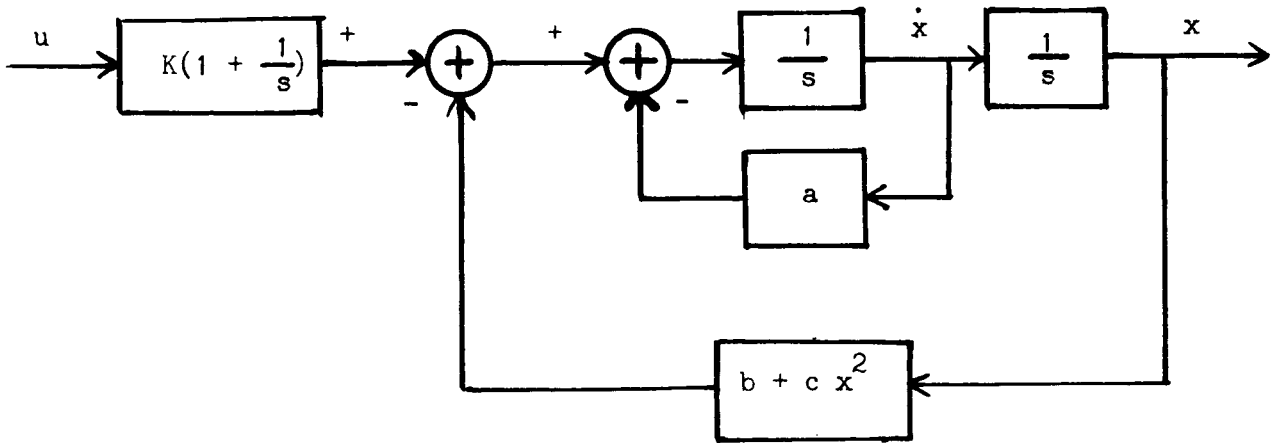 u
K(1 + 1/s)
+
-
+
-
1/s
ẋ
1/s
x
a
b + c x²